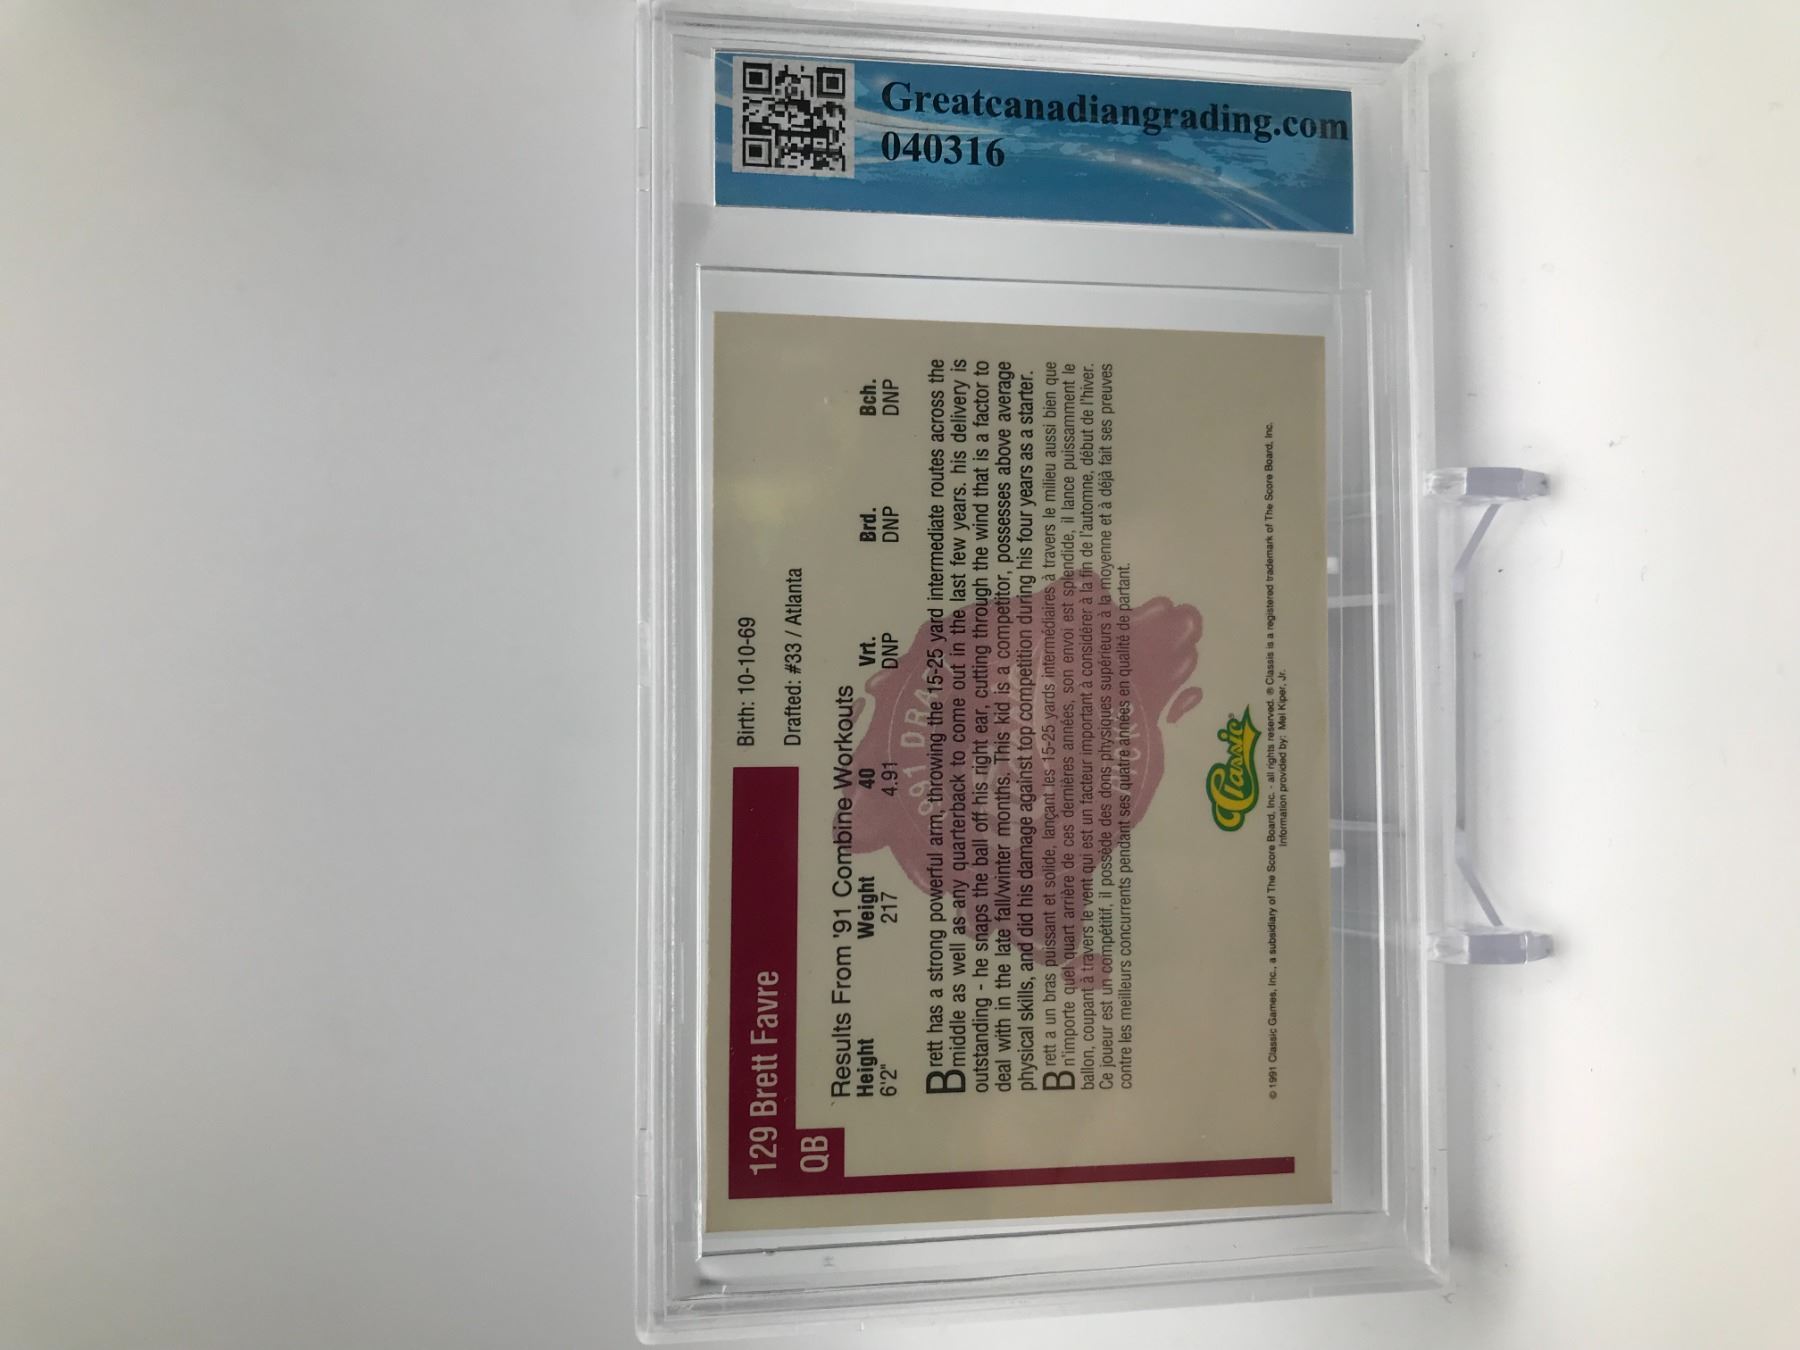 Greatcanadiangrading.com
040316
129 Brett Favre
QB
Birth: 10-10-69
Drafted: #33 / Atlanta
Results From '91 Combine Workouts
Height Weight 40 Vrt. Brd. Bch.
6'2" 217 4.91 DNP DNP DNP
Brett has a strong powerful arm, throwing the 15-25 yard intermediate routes across the
middle as well as any quarterback to come out in the last few years. his delivery is
outstanding - he snaps the ball off his right ear, cutting through the wind that is a factor to
deal with in the late fall/winter months. This kid is a competitor, possesses above average
physical skills, and did his damage against top competition during his four years as a starter.
Brett a un bras puissant et solide, lançant les 15-25 yards intermédiaires à travers le milieu aussi bien que
n'importe quel quart arrière de ces dernières années, son envoi est splendide, il lance puissamment le
ballon, coupant à travers le vent qui est un facteur important à considérer à la fin de l'automne, début de l'hiver.
Ce joueur est un compétitif, il possède des dons physiques supérieurs à la moyenne et à déjà fait ses preuves
contre les meilleurs concurrents pendant ses quatre années en qualité de partant.
Classic
© 1991 Classic Games, Inc., a subsidiary of The Score Board, Inc. - all rights reserved. ® Classic is a registered trademark of The Score Board, Inc.
Information provided by: Mel Kiper, Jr.